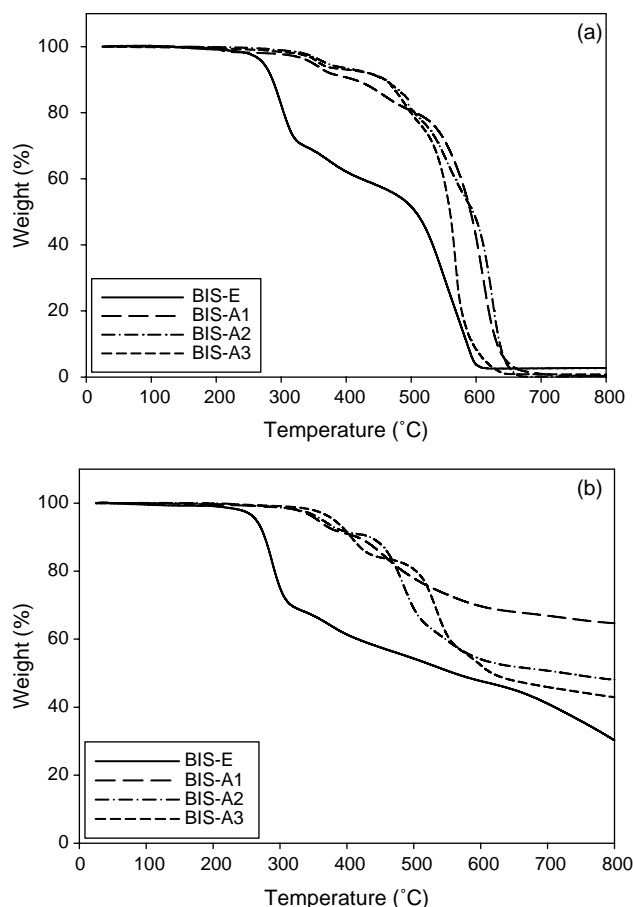 (a)
100
80
60
40
20
0
Weight (%)
BIS-E
BIS-A1
BIS-A2
BIS-A3
0 100 200 300 400 500 600 700 800
Temperature (˚C)
(b)
100
80
60
40
20
0
Weight (%)
BIS-E
BIS-A1
BIS-A2
BIS-A3
0 100 200 300 400 500 600 700 800
Temperature (˚C)